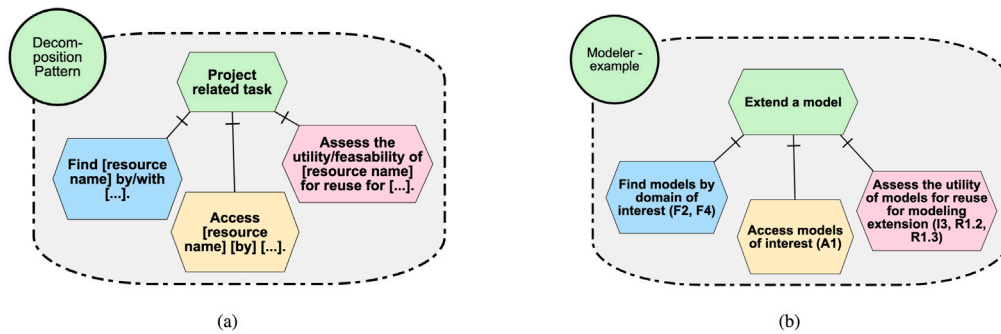 Decom-
position
Pattern
Project
related task
Find [resource
name] by/with
[...].
Access
[resource
name] [by] [...].
Assess the
utility/feasability of
[resource name]
for reuse for [...].
(a)
Modeler -
example
Extend a model
Find models by
domain of
interest (F2, F4)
Access models
of interest (A1)
Assess the utility
of models for reuse
for modeling
extension (I3, R1.2,
R1.3)
(b)